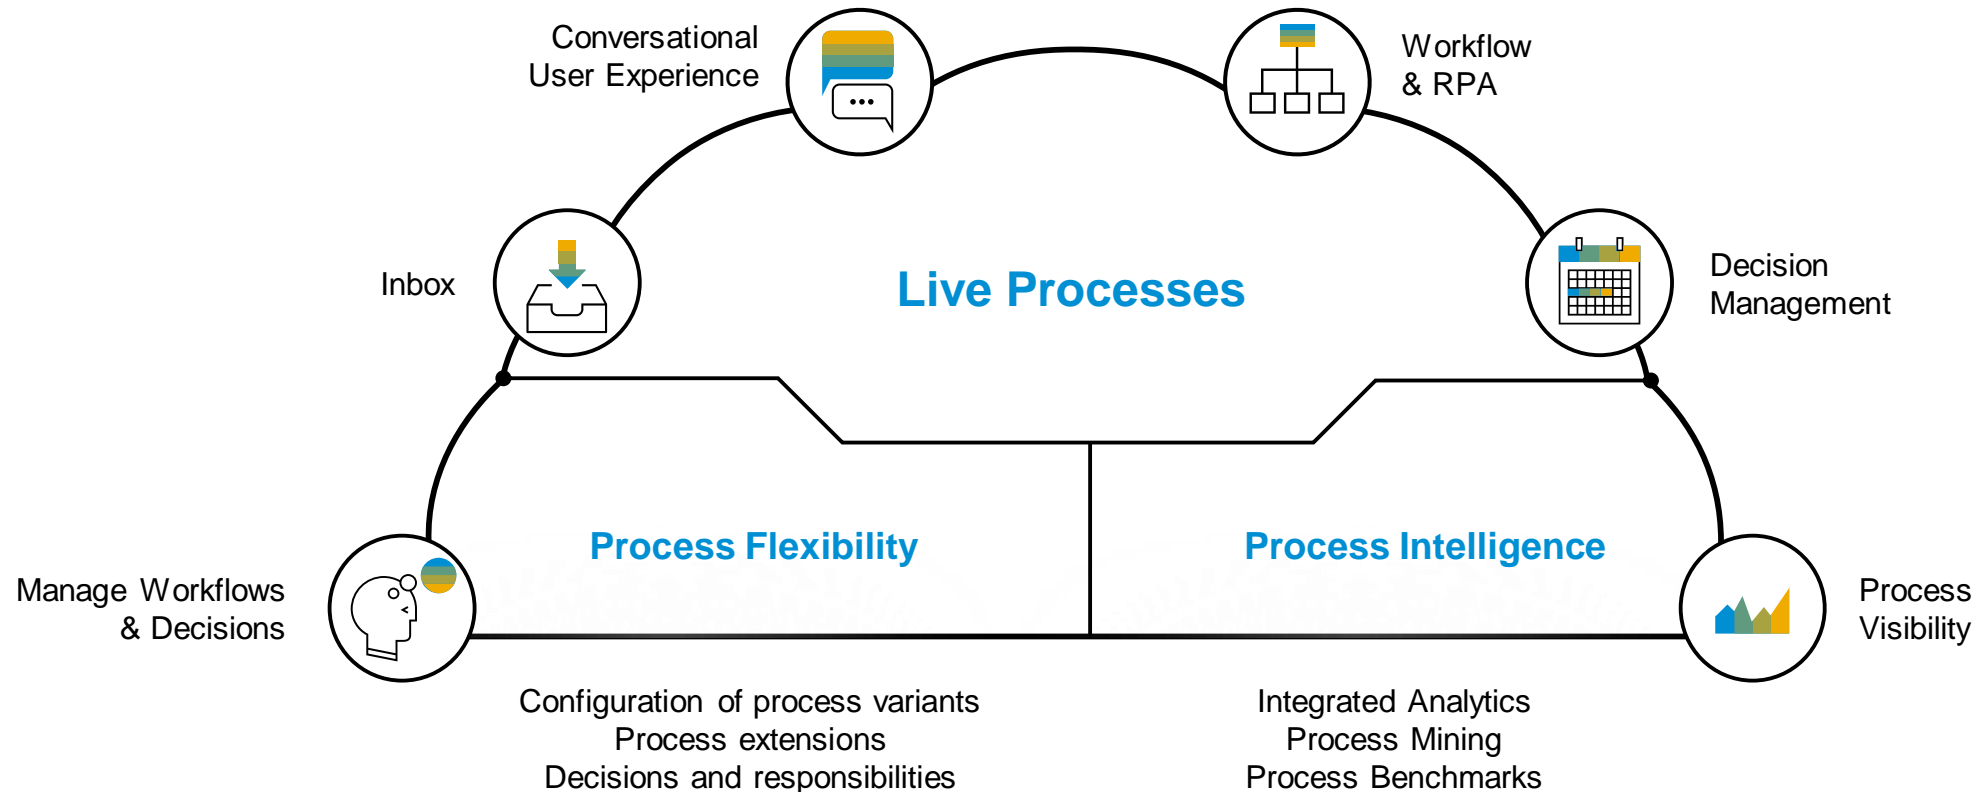 Conversational
User Experience
Workflow
& RPA
Inbox
Live Processes
Decision
Management
Process Flexibility
Process Intelligence
Manage Workflows
& Decisions
Process
Visibility
Configuration of process variants
Process extensions
Decisions and responsibilities
Integrated Analytics
Process Mining
Process Benchmarks